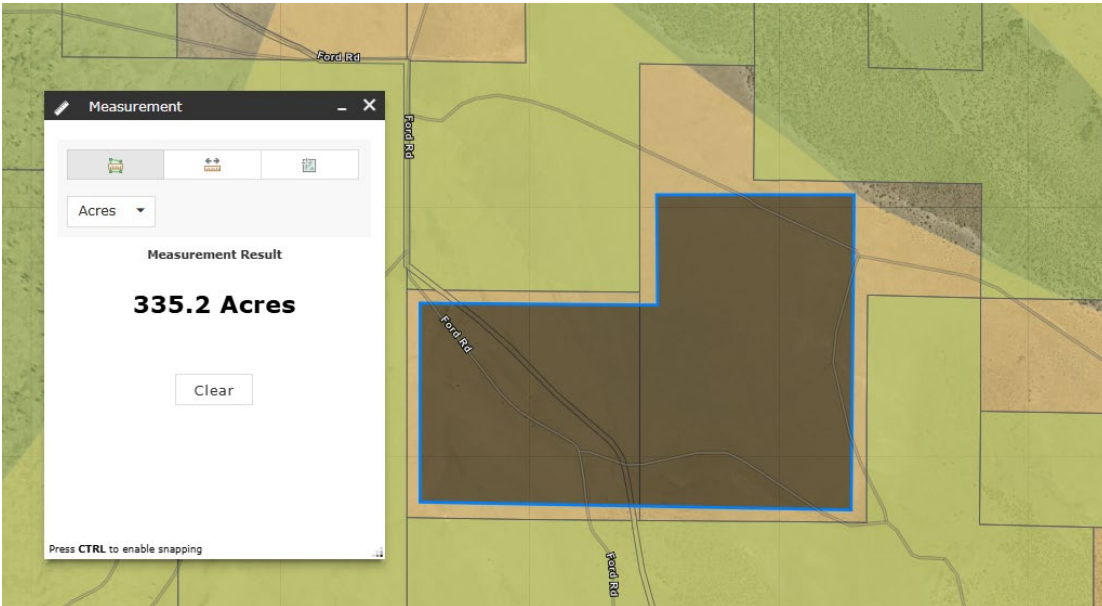 Ford Rd
Measurement
Ford Rd
Acres
Measurement Result
335.2 Acres
Ford Rd
Clear
Press CTRL to enable snapping
Ford Rd